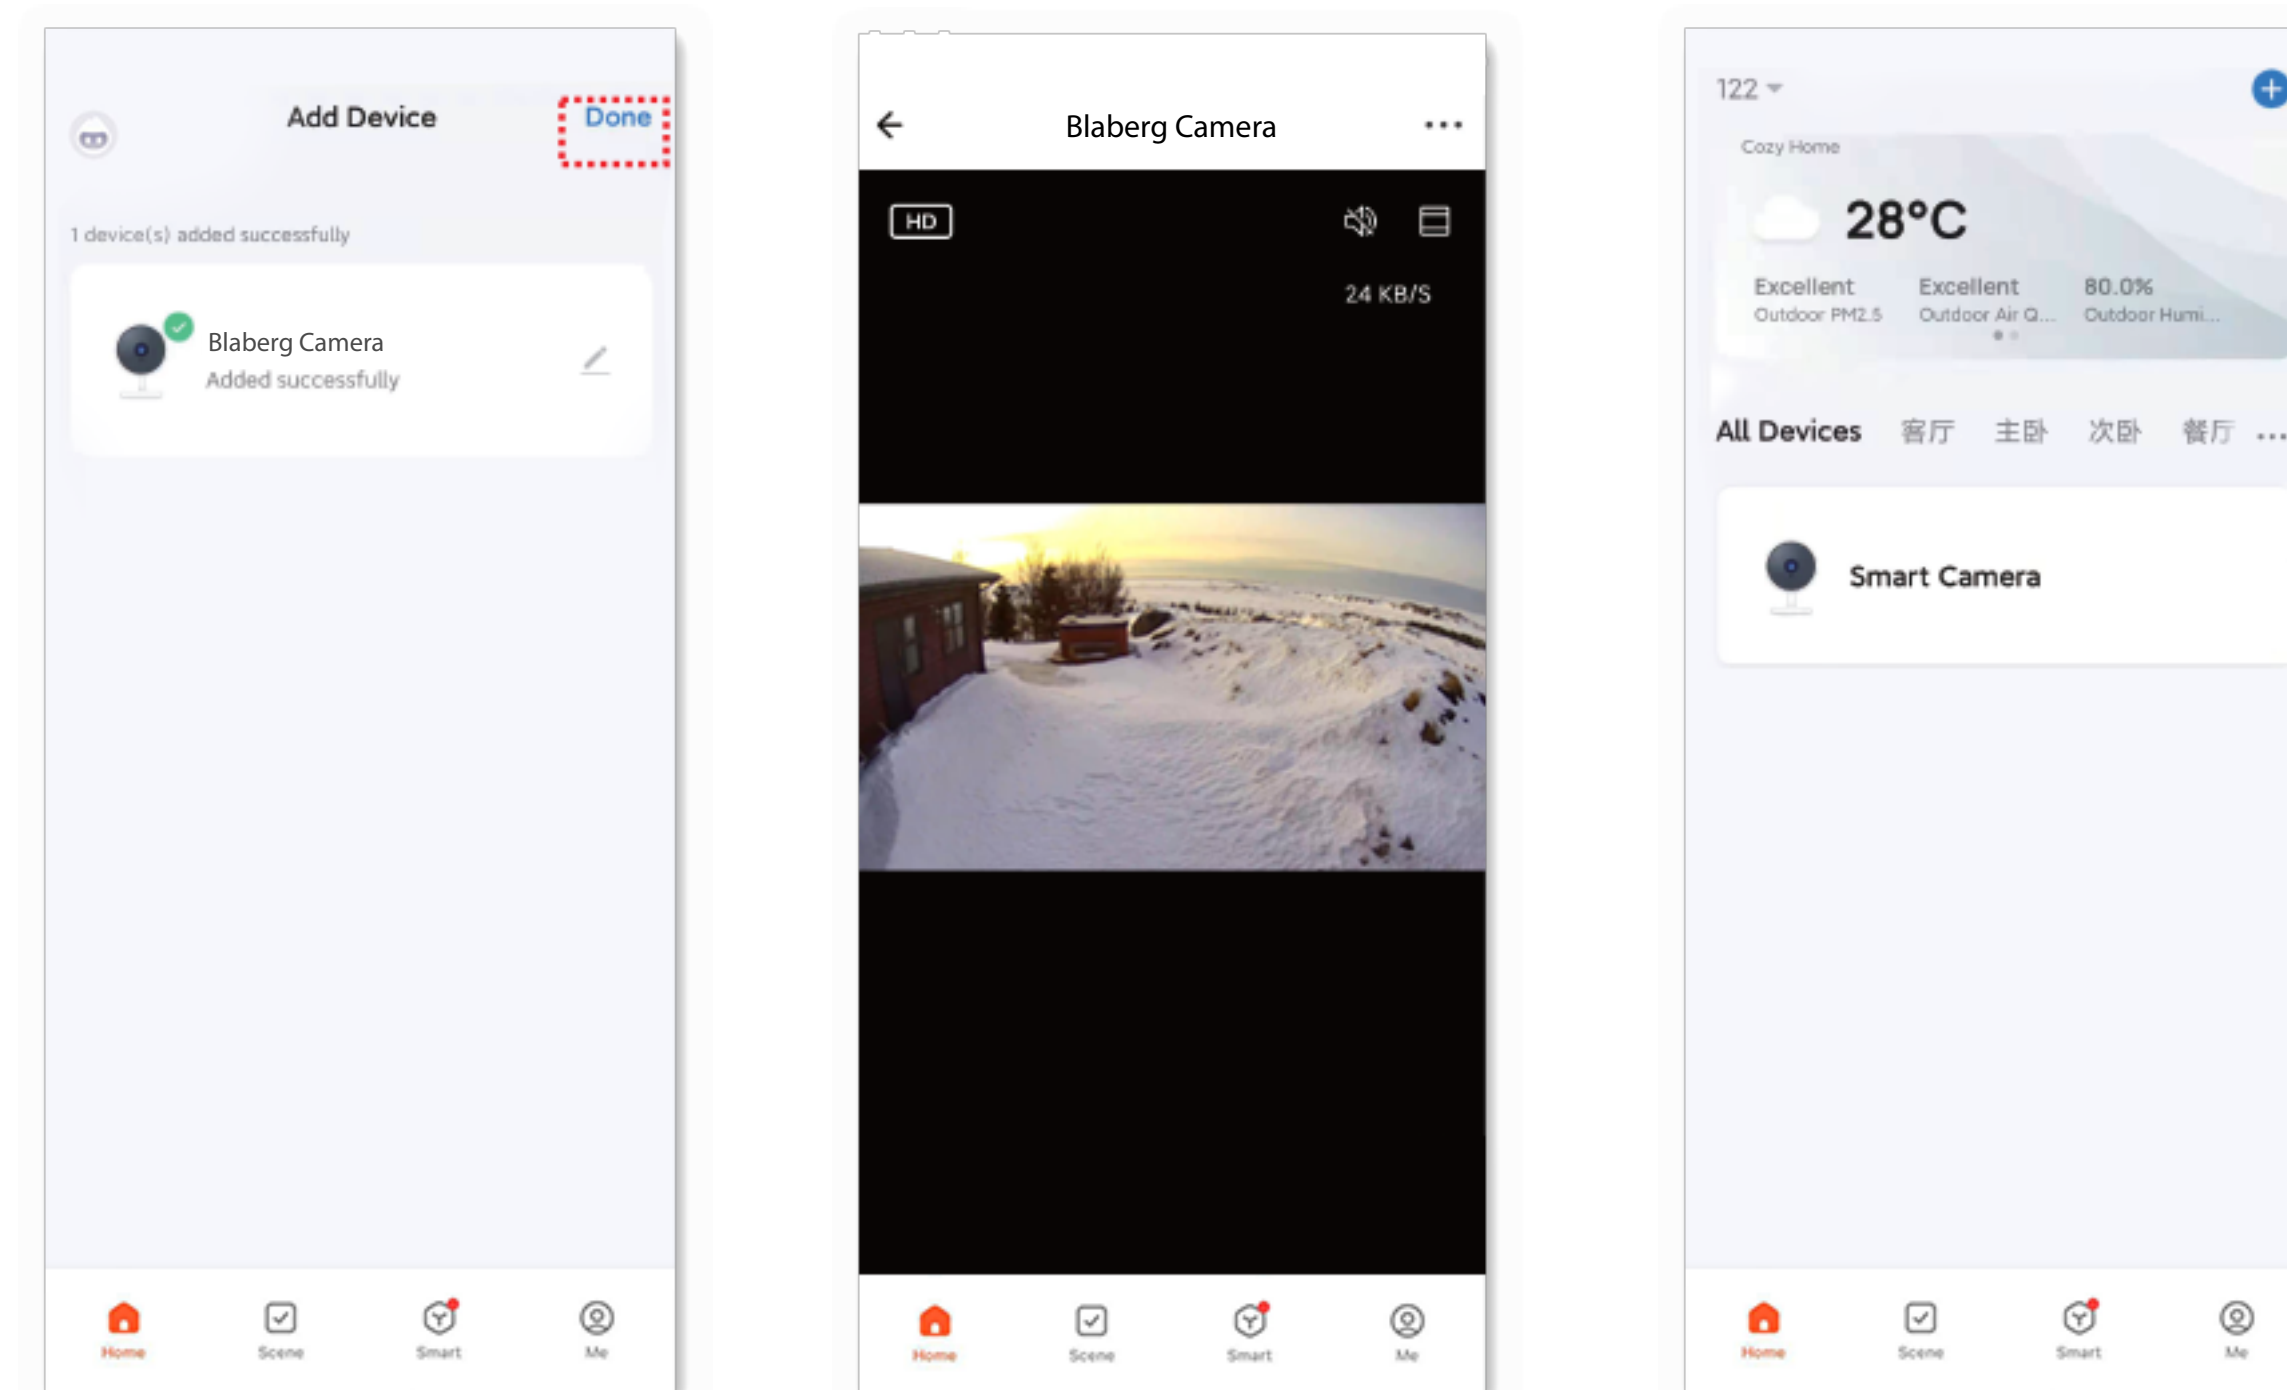 Add Device
Done
1 device(s) added successfully
Blaberg Camera
Added successfully
Home
Scene
Smart
Me
Blaberg Camera
HD
24 KB/S
Home
Scene
Smart
Me
122
Cozy Home
28°C
Excellent Excellent 80.0%
Outdoor PM2.5 Outdoor Air Q... Outdoor Humi...
All Devices 客厅 主卧 次卧 餐厅 ...
Smart Camera
Home
Scene
Smart
Me